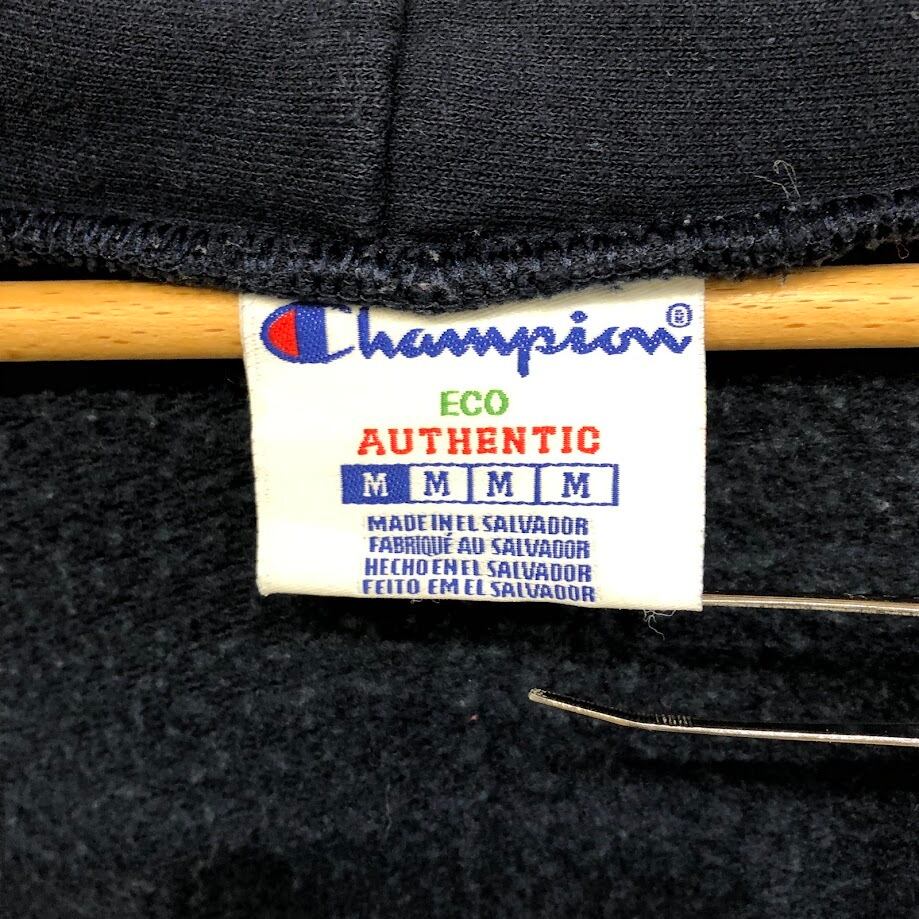 Champion®
ECO
AUTHENTIC
M M M M
MADE IN EL SALVADOR
FABRIQUÉ AU SALVADOR
HECHO EN EL SALVADOR
FEITO EM EL SALVADOR